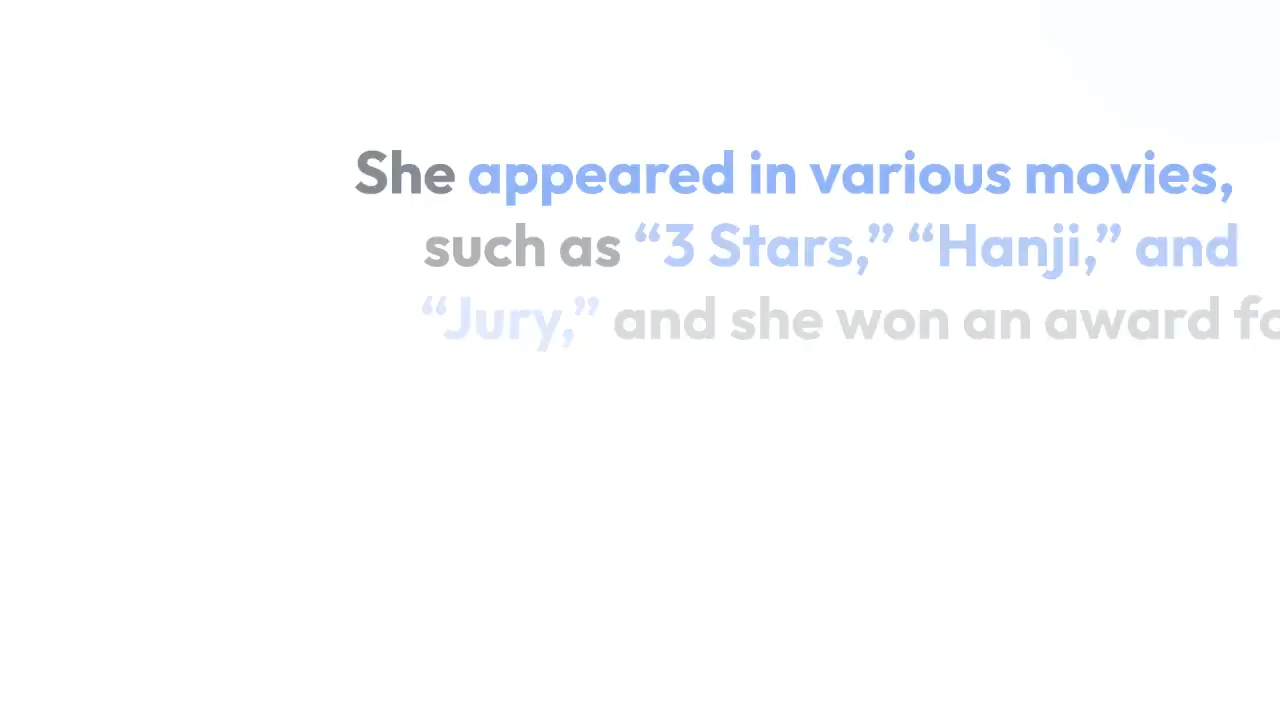 She appeared in various movies,
such as “3 Stars,” “Hanji,” and
“Jury,” and she won an award